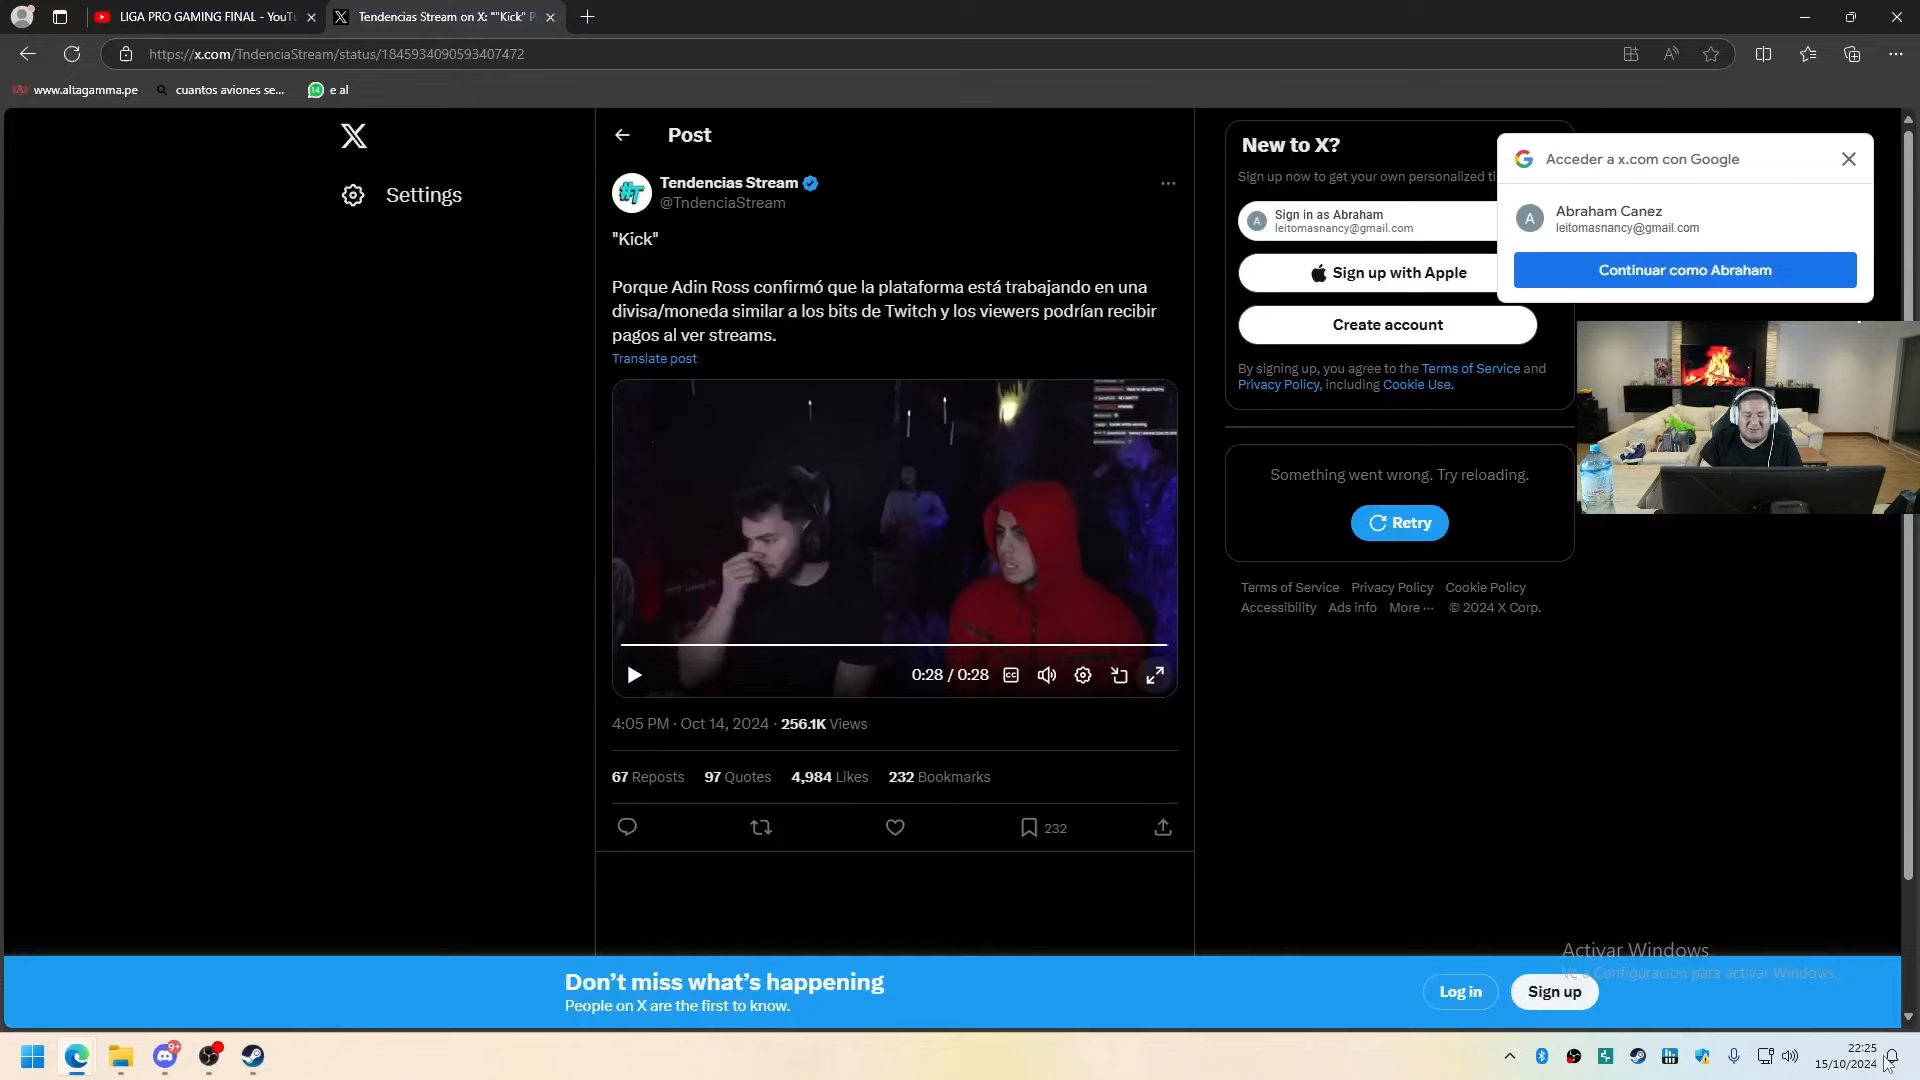 LIGA PRO GAMING FINAL - YouT
Tendencias Stream on X: ""Kick" P
https://x.com/TndenciaStream/status/1845934090593407472
www.altagamma.pe
cuantos aviones se...
14
e al
Settings
Post
Tendencias Stream
@TndenciaStream
"Kick"
Porque Adin Ross confirmó que la plataforma está trabajando en una
divisa/moneda similar a los bits de Twitch y los viewers podrían recibir
pagos al ver streams.
Translate post
0:28 / 0:28
4:05 PM · Oct 14, 2024 · 256.1K Views
67 Reposts 97 Quotes 4,984 Likes 232 Bookmarks
232
New to X?
Sign up now to get your own personalized ti
A
Sign in as Abraham
leitomasnancy@gmail.com
Sign up with Apple
Create account
By signing up, you agree to the Terms of Service and
Privacy Policy, including Cookie Use.
Acceder a x.com con Google
A
Abraham Canez
leitomasnancy@gmail.com
Continuar como Abraham
Something went wrong. Try reloading.
Retry
Terms of Service Privacy Policy Cookie Policy
Accessibility Ads info More ··· © 2024 X Corp.
Activar Windows
Ve a Configuración para activar Windows.
Don't miss what's happening
People on X are the first to know.
Log in
Sign up
9+
22:25
15/10/2024